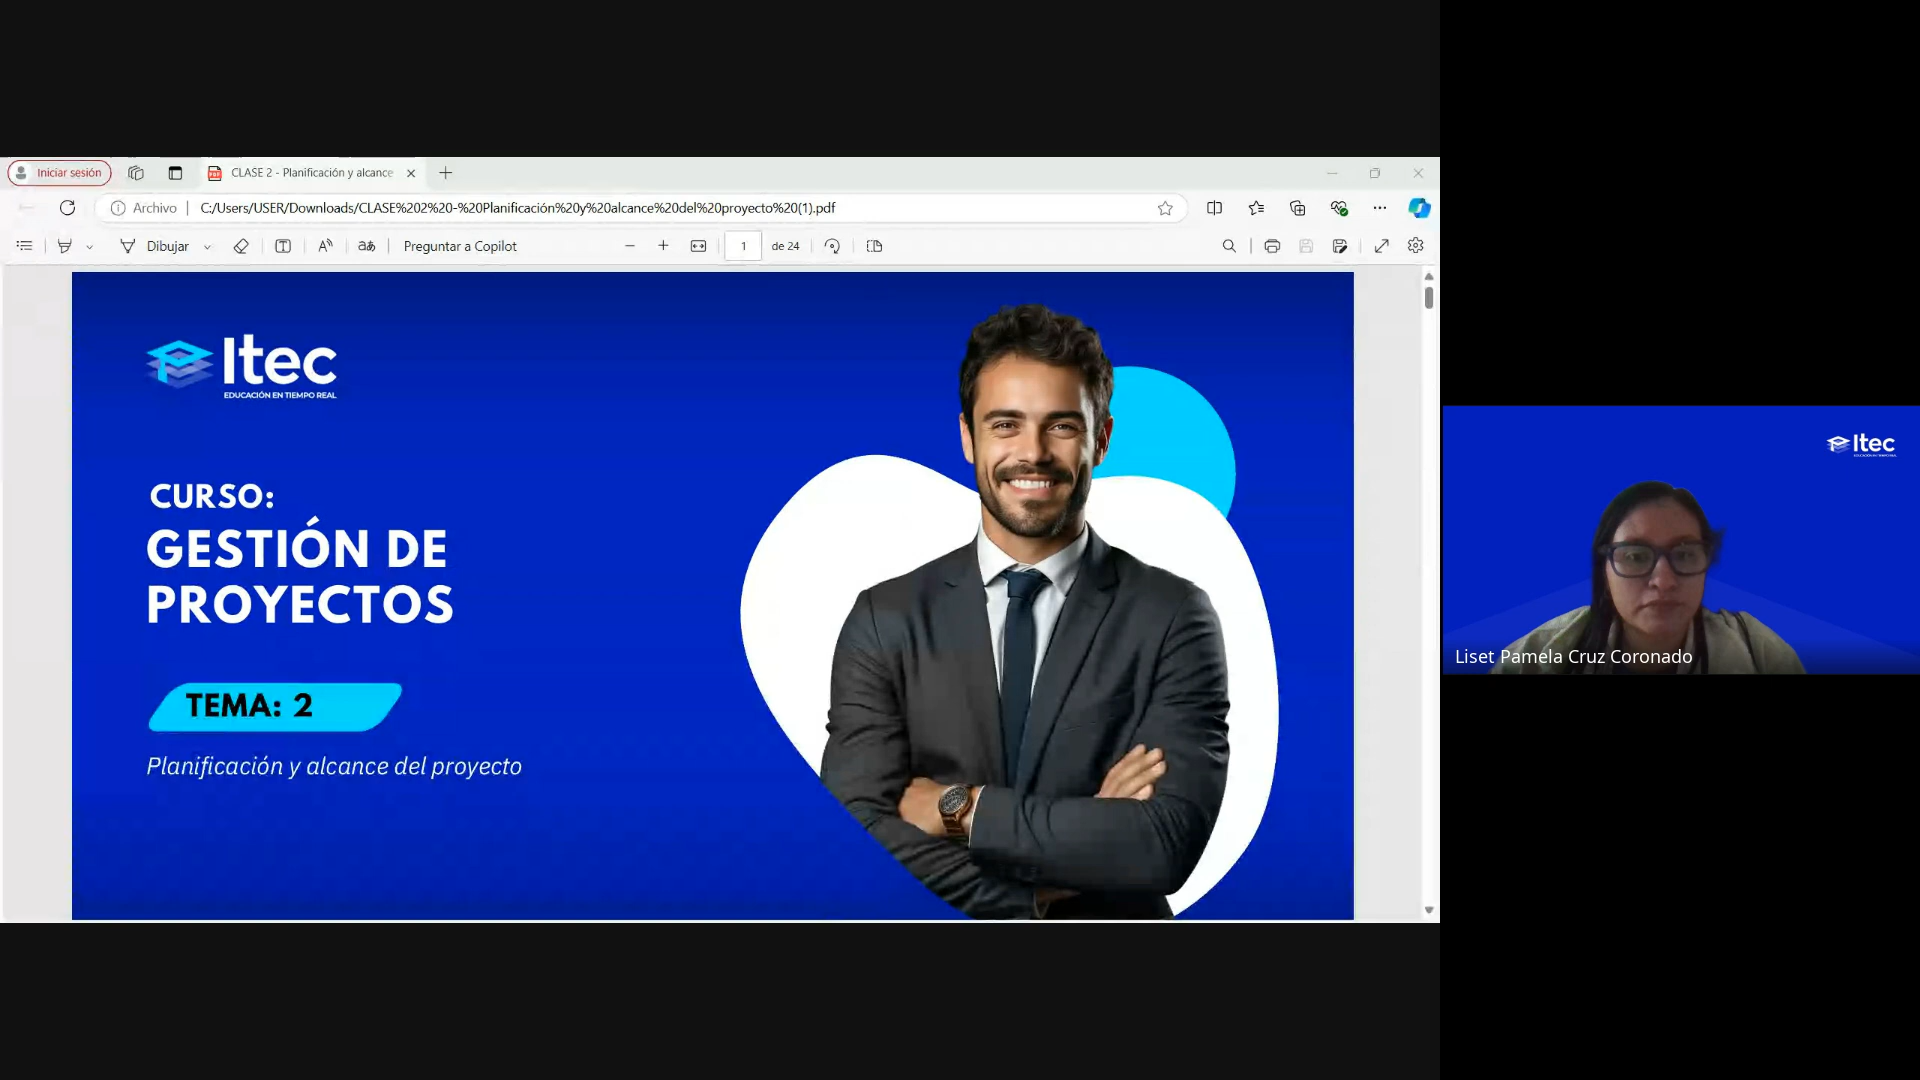 Iniciar sesión
CLASE 2 - Planificación y alcance
Archivo
C:/Users/USER/Downloads/CLASE%202%20-%20Planificación%20y%20alcance%20del%20proyecto%20(1).pdf
Dibujar
Preguntar a Copilot
1
de 24
Itec
EDUCACIÓN EN TIEMPO REAL
CURSO:
GESTIÓN DE
PROYECTOS
TEMA: 2
Planificación y alcance del proyecto
Itec
Liset Pamela Cruz Coronado